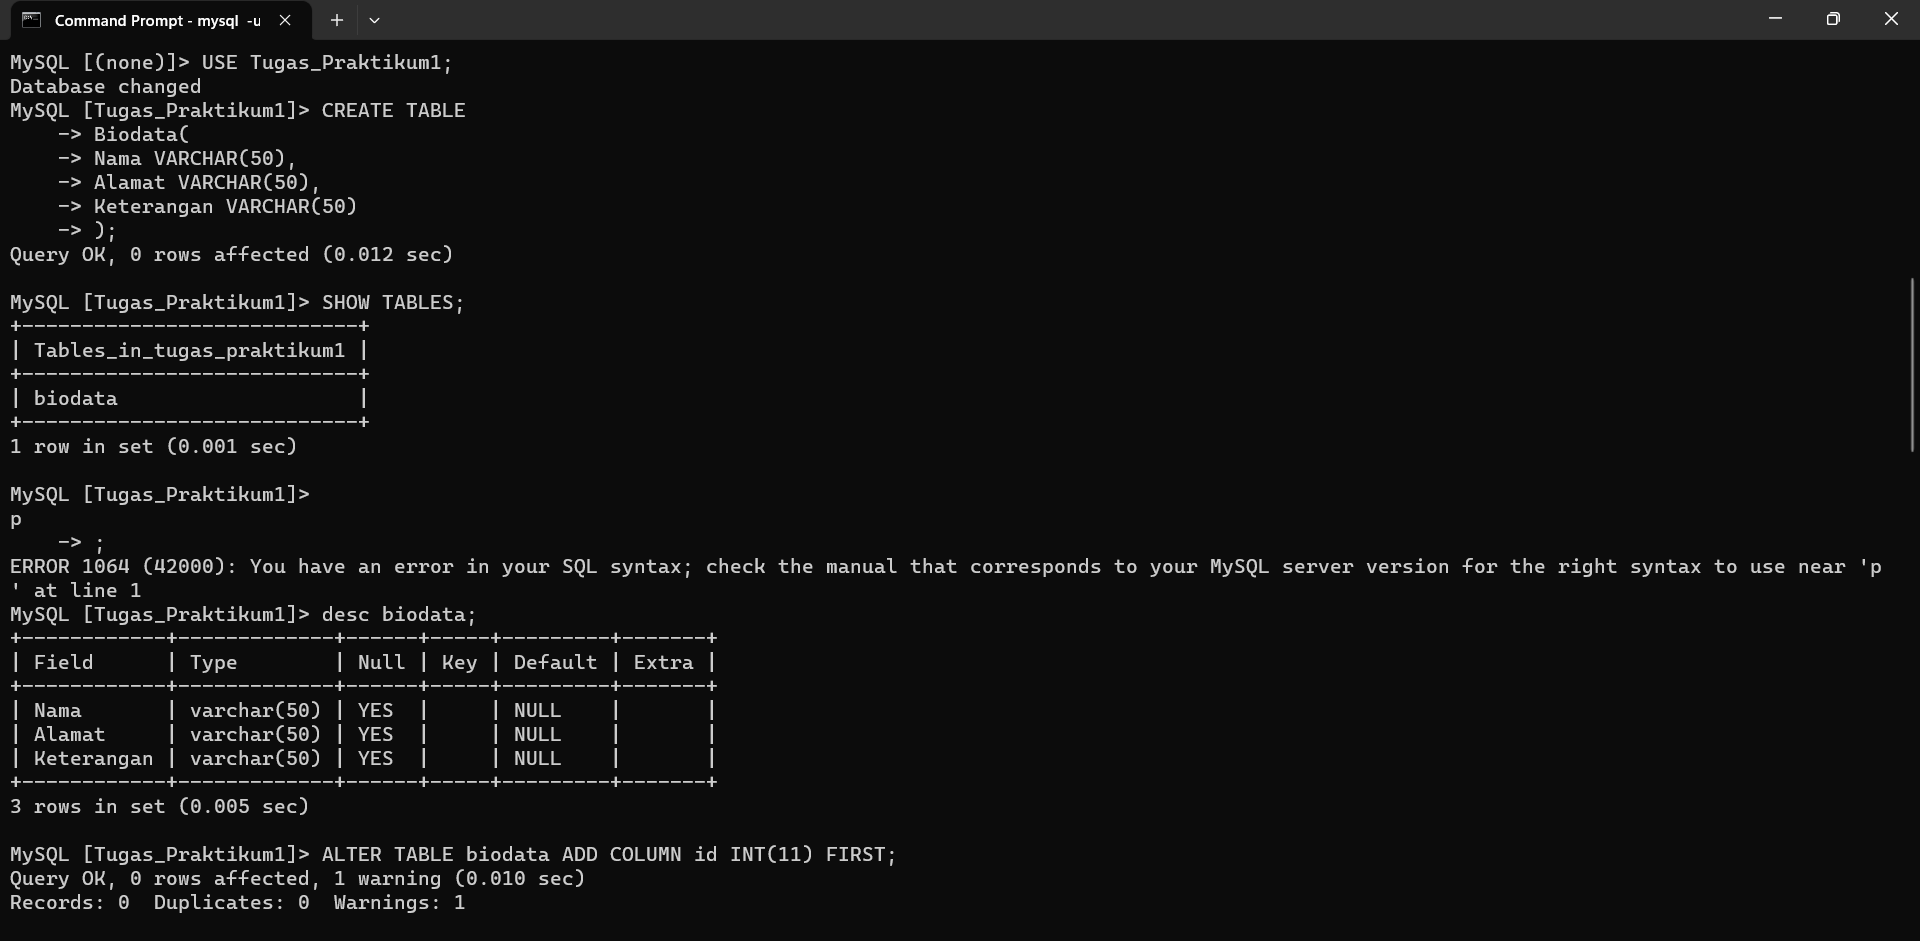 Command Prompt - mysql -u
MySQL [(none)]> USE Tugas_Praktikum1;
Database changed
MySQL [Tugas_Praktikum1]> CREATE TABLE
    -> Biodata(
    -> Nama VARCHAR(50),
    -> Alamat VARCHAR(50),
    -> Keterangan VARCHAR(50)
    -> );
Query OK, 0 rows affected (0.012 sec)

MySQL [Tugas_Praktikum1]> SHOW TABLES;
+----------------------------+
| Tables_in_tugas_praktikum1 |
+----------------------------+
| biodata                    |
+----------------------------+
1 row in set (0.001 sec)

MySQL [Tugas_Praktikum1]>
p
    -> ;
ERROR 1064 (42000): You have an error in your SQL syntax; check the manual that corresponds to your MySQL server version for the right syntax to use near 'p
' at line 1
MySQL [Tugas_Praktikum1]> desc biodata;
+------------+-------------+------+-----+---------+-------+
| Field      | Type        | Null | Key | Default | Extra |
+------------+-------------+------+-----+---------+-------+
| Nama       | varchar(50) | YES  |     | NULL    |       |
| Alamat     | varchar(50) | YES  |     | NULL    |       |
| Keterangan | varchar(50) | YES  |     | NULL    |       |
+------------+-------------+------+-----+---------+-------+
3 rows in set (0.005 sec)

MySQL [Tugas_Praktikum1]> ALTER TABLE biodata ADD COLUMN id INT(11) FIRST;
Query OK, 0 rows affected, 1 warning (0.010 sec)
Records: 0  Duplicates: 0  Warnings: 1